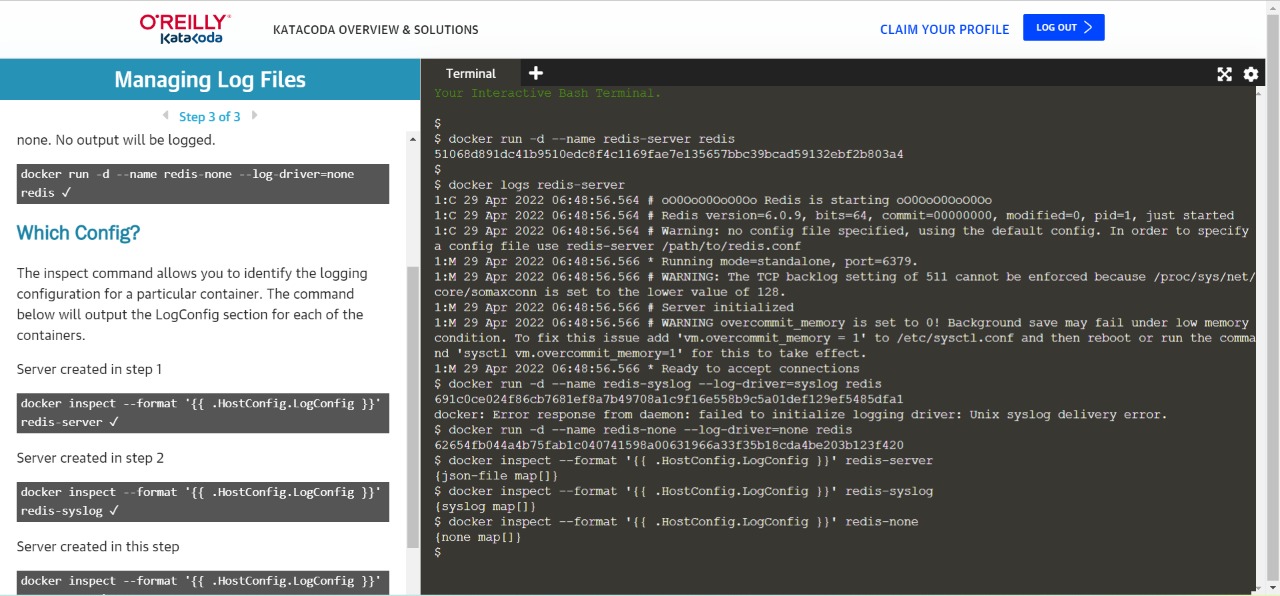 O'REILLY
Katacoda
KATACODA OVERVIEW & SOLUTIONS
CLAIM YOUR PROFILE
LOG OUT
Managing Log Files
Step 3 of 3
none. No output will be logged.
docker run -d --name redis-none --log-driver=none
redis ✓
Which Config?
The inspect command allows you to identify the logging
configuration for a particular container. The command
below will output the LogConfig section for each of the
containers.
Server created in step 1
docker inspect --format '{{ .HostConfig.LogConfig }}'
redis-server ✓
Server created in step 2
docker inspect --format '{{ .HostConfig.LogConfig }}'
redis-syslog ✓
Server created in this step
docker inspect --format '{{ .HostConfig.LogConfig }}'
Terminal
Your Interactive Bash Terminal.
$
$ docker run -d --name redis-server redis
51068d891dc41b9510edc8f4c1169fae7e135657bbc39bcad59132ebf2b803a4
$
$ docker logs redis-server
1:C 29 Apr 2022 06:48:56.564 # oO0OoO0OoO0Oo Redis is starting oO0OoO0OoO0Oo
1:C 29 Apr 2022 06:48:56.564 # Redis version=6.0.9, bits=64, commit=00000000, modified=0, pid=1, just started
1:C 29 Apr 2022 06:48:56.564 # Warning: no config file specified, using the default config. In order to specify
a config file use redis-server /path/to/redis.conf
1:M 29 Apr 2022 06:48:56.566 * Running mode=standalone, port=6379.
1:M 29 Apr 2022 06:48:56.566 # WARNING: The TCP backlog setting of 511 cannot be enforced because /proc/sys/net/
core/somaxconn is set to the lower value of 128.
1:M 29 Apr 2022 06:48:56.566 # Server initialized
1:M 29 Apr 2022 06:48:56.566 # WARNING overcommit_memory is set to 0! Background save may fail under low memory
condition. To fix this issue add 'vm.overcommit_memory = 1' to /etc/sysctl.conf and then reboot or run the comma
nd 'sysctl vm.overcommit_memory=1' for this to take effect.
1:M 29 Apr 2022 06:48:56.566 * Ready to accept connections
$ docker run -d --name redis-syslog --log-driver=syslog redis
691c0ce024f86cb7681ef8a7b49708a1c9f16e558b9c5a01def129ef5485dfa1
docker: Error response from daemon: failed to initialize logging driver: Unix syslog delivery error.
$ docker run -d --name redis-none --log-driver=none redis
62654fb044a4b75fab1c040741598a00631966a33f35b18cda4be203b123f420
$ docker inspect --format '{{ .HostConfig.LogConfig }}' redis-server
{json-file map[]}
$ docker inspect --format '{{ .HostConfig.LogConfig }}' redis-syslog
{syslog map[]}
$ docker inspect --format '{{ .HostConfig.LogConfig }}' redis-none
{none map[]}
$